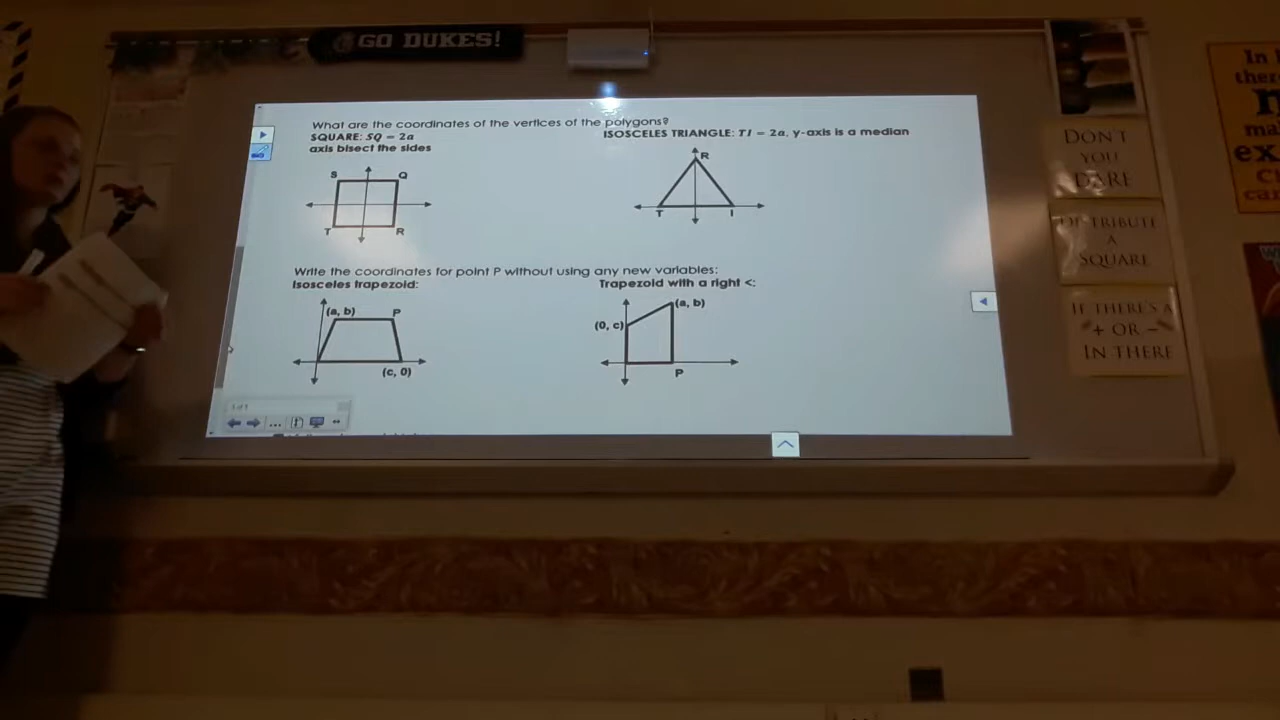 GO DUKES!
What are the coordinates of the vertices of the polygons?
SQUARE: SQ = 2a
axis bisect the sides
S Q
T R
ISOSCELES TRIANGLE: TI = 2a, y-axis is a median
R
T I
Write the coordinates for point P without using any new variables:
Isosceles trapezoid:
(a, b) P
(c, 0)
Trapezoid with a right <:
(a, b)
(0, c)
P
DON'T
YOU
DARE
DISTRIBUTE
A
SQUARE
IF THERE'S A
+ OR -
IN THERE
In